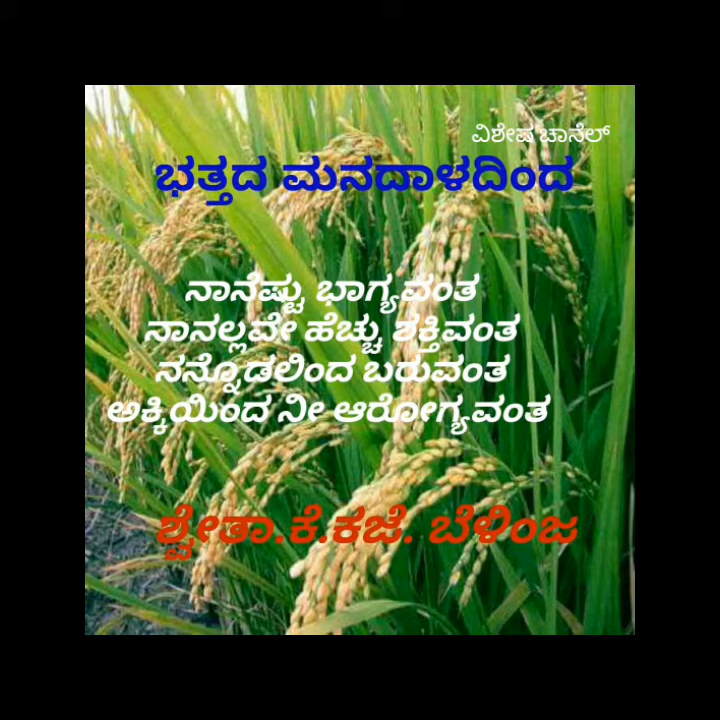 ವಿಶೇಷ ಚಾನೆಲ್
ಭತ್ತದ ಮನದಾಳದಿಂದ
ನಾನೆಷ್ಟು ಭಾಗ್ಯವಂತ
ನಾನಲ್ಲವೇ ಹೆಚ್ಚು ಶಕ್ತಿವಂತ
ನನ್ನೊಡಲಿಂದ ಬರುವಂತ
ಅಕ್ಕಿಯಿಂದ ನೀ ಆರೋಗ್ಯವಂತ
ಶ್ವೇತಾ.ಕೆ.ಕಜೆ. ಬೆಳಿಂಜ